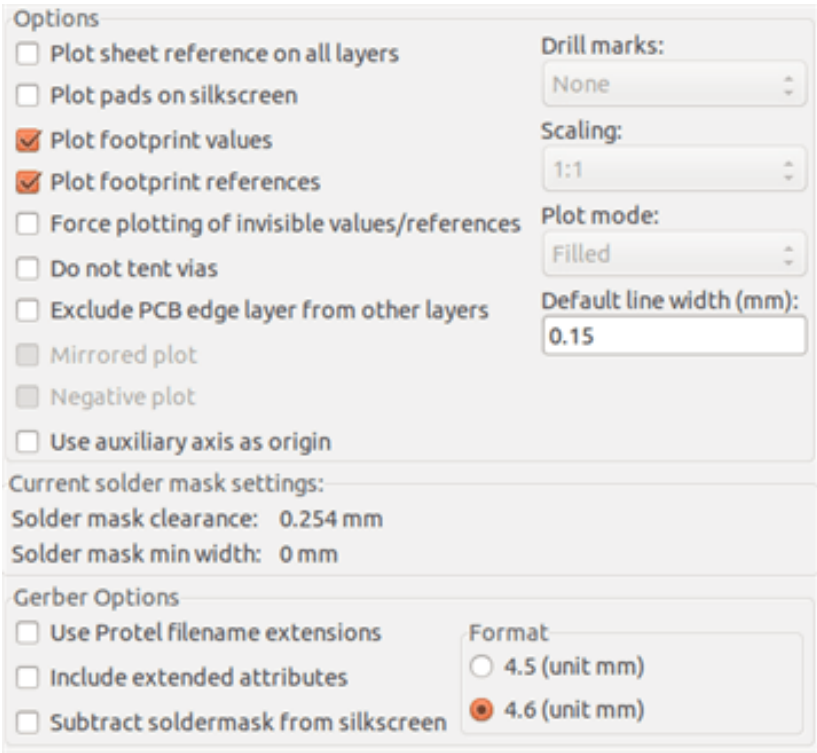 Options
Plot sheet reference on all layers
Plot pads on silkscreen
Plot footprint values
Plot footprint references
Force plotting of invisible values/references
Do not tent vias
Exclude PCB edge layer from other layers
Mirrored plot
Negative plot
Use auxiliary axis as origin
Drill marks:
None
Scaling:
1:1
Plot mode:
Filled
Default line width (mm):
0.15
Current solder mask settings:
Solder mask clearance: 0.254 mm
Solder mask min width: 0 mm
Gerber Options
Use Protel filename extensions
Include extended attributes
Subtract soldermask from silkscreen
Format
4.5 (unit mm)
4.6 (unit mm)